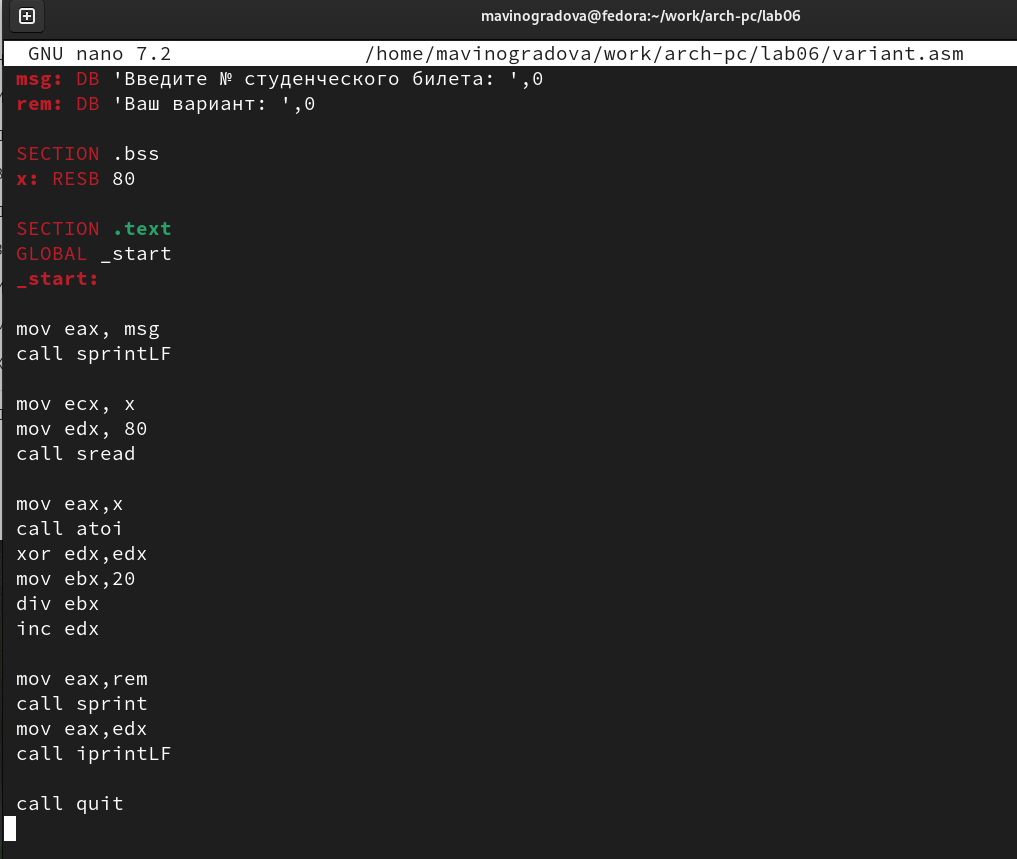 mavinogradova@fedora:~/work/arch-pc/lab06
GNU nano 7.2 /home/mavinogradova/work/arch-pc/lab06/variant.asm
msg: DB 'Введите № студенческого билета: ',0
rem: DB 'Ваш вариант: ',0
SECTION .bss
x: RESB 80
SECTION .text
GLOBAL _start
_start:
mov eax, msg
call sprintLF
mov ecx, x
mov edx, 80
call sread
mov eax,x
call atoi
xor edx,edx
mov ebx,20
div ebx
inc edx
mov eax,rem
call sprint
mov eax,edx
call iprintLF
call quit